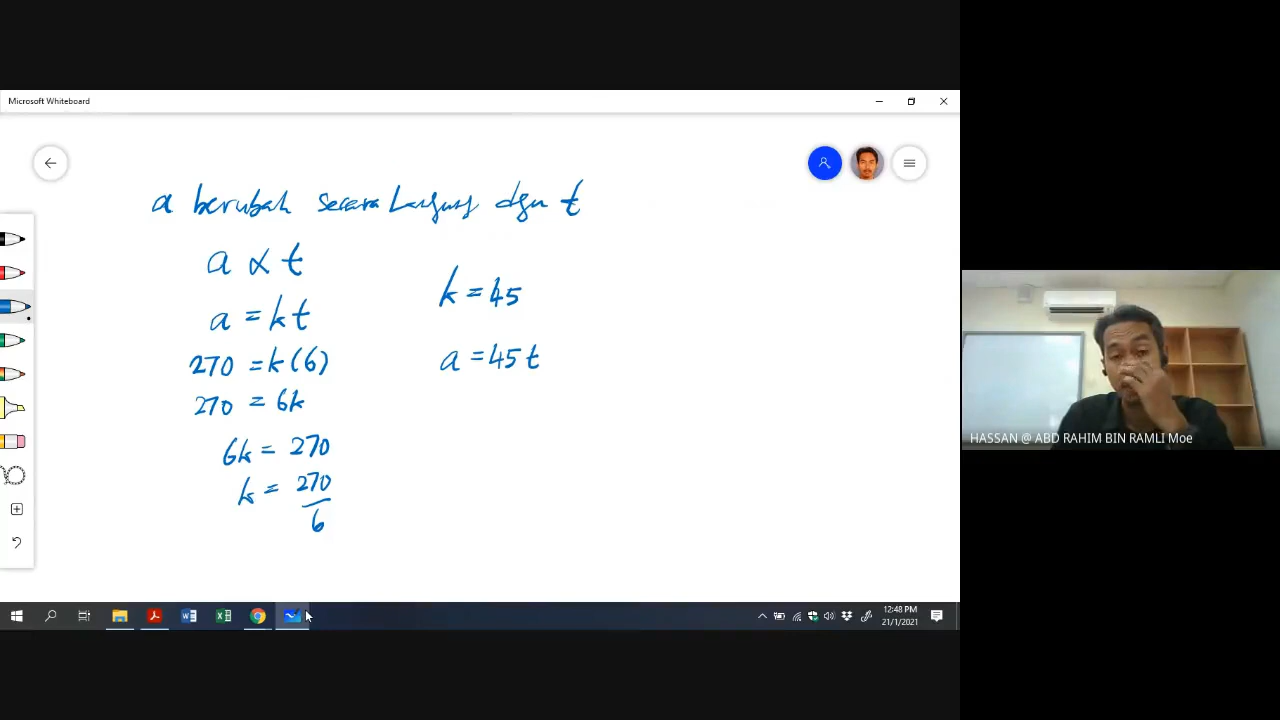 Microsoft Whiteboard
a berubah secara langsung dgn t
a ∝ t
a = kt
270 = k(6)
270 = 6k
6k = 270
k = 270/6
k = 45
a = 45t
HASSAN @ ABD RAHIM BIN RAMLI Moe
12:48 PM
21/1/2021